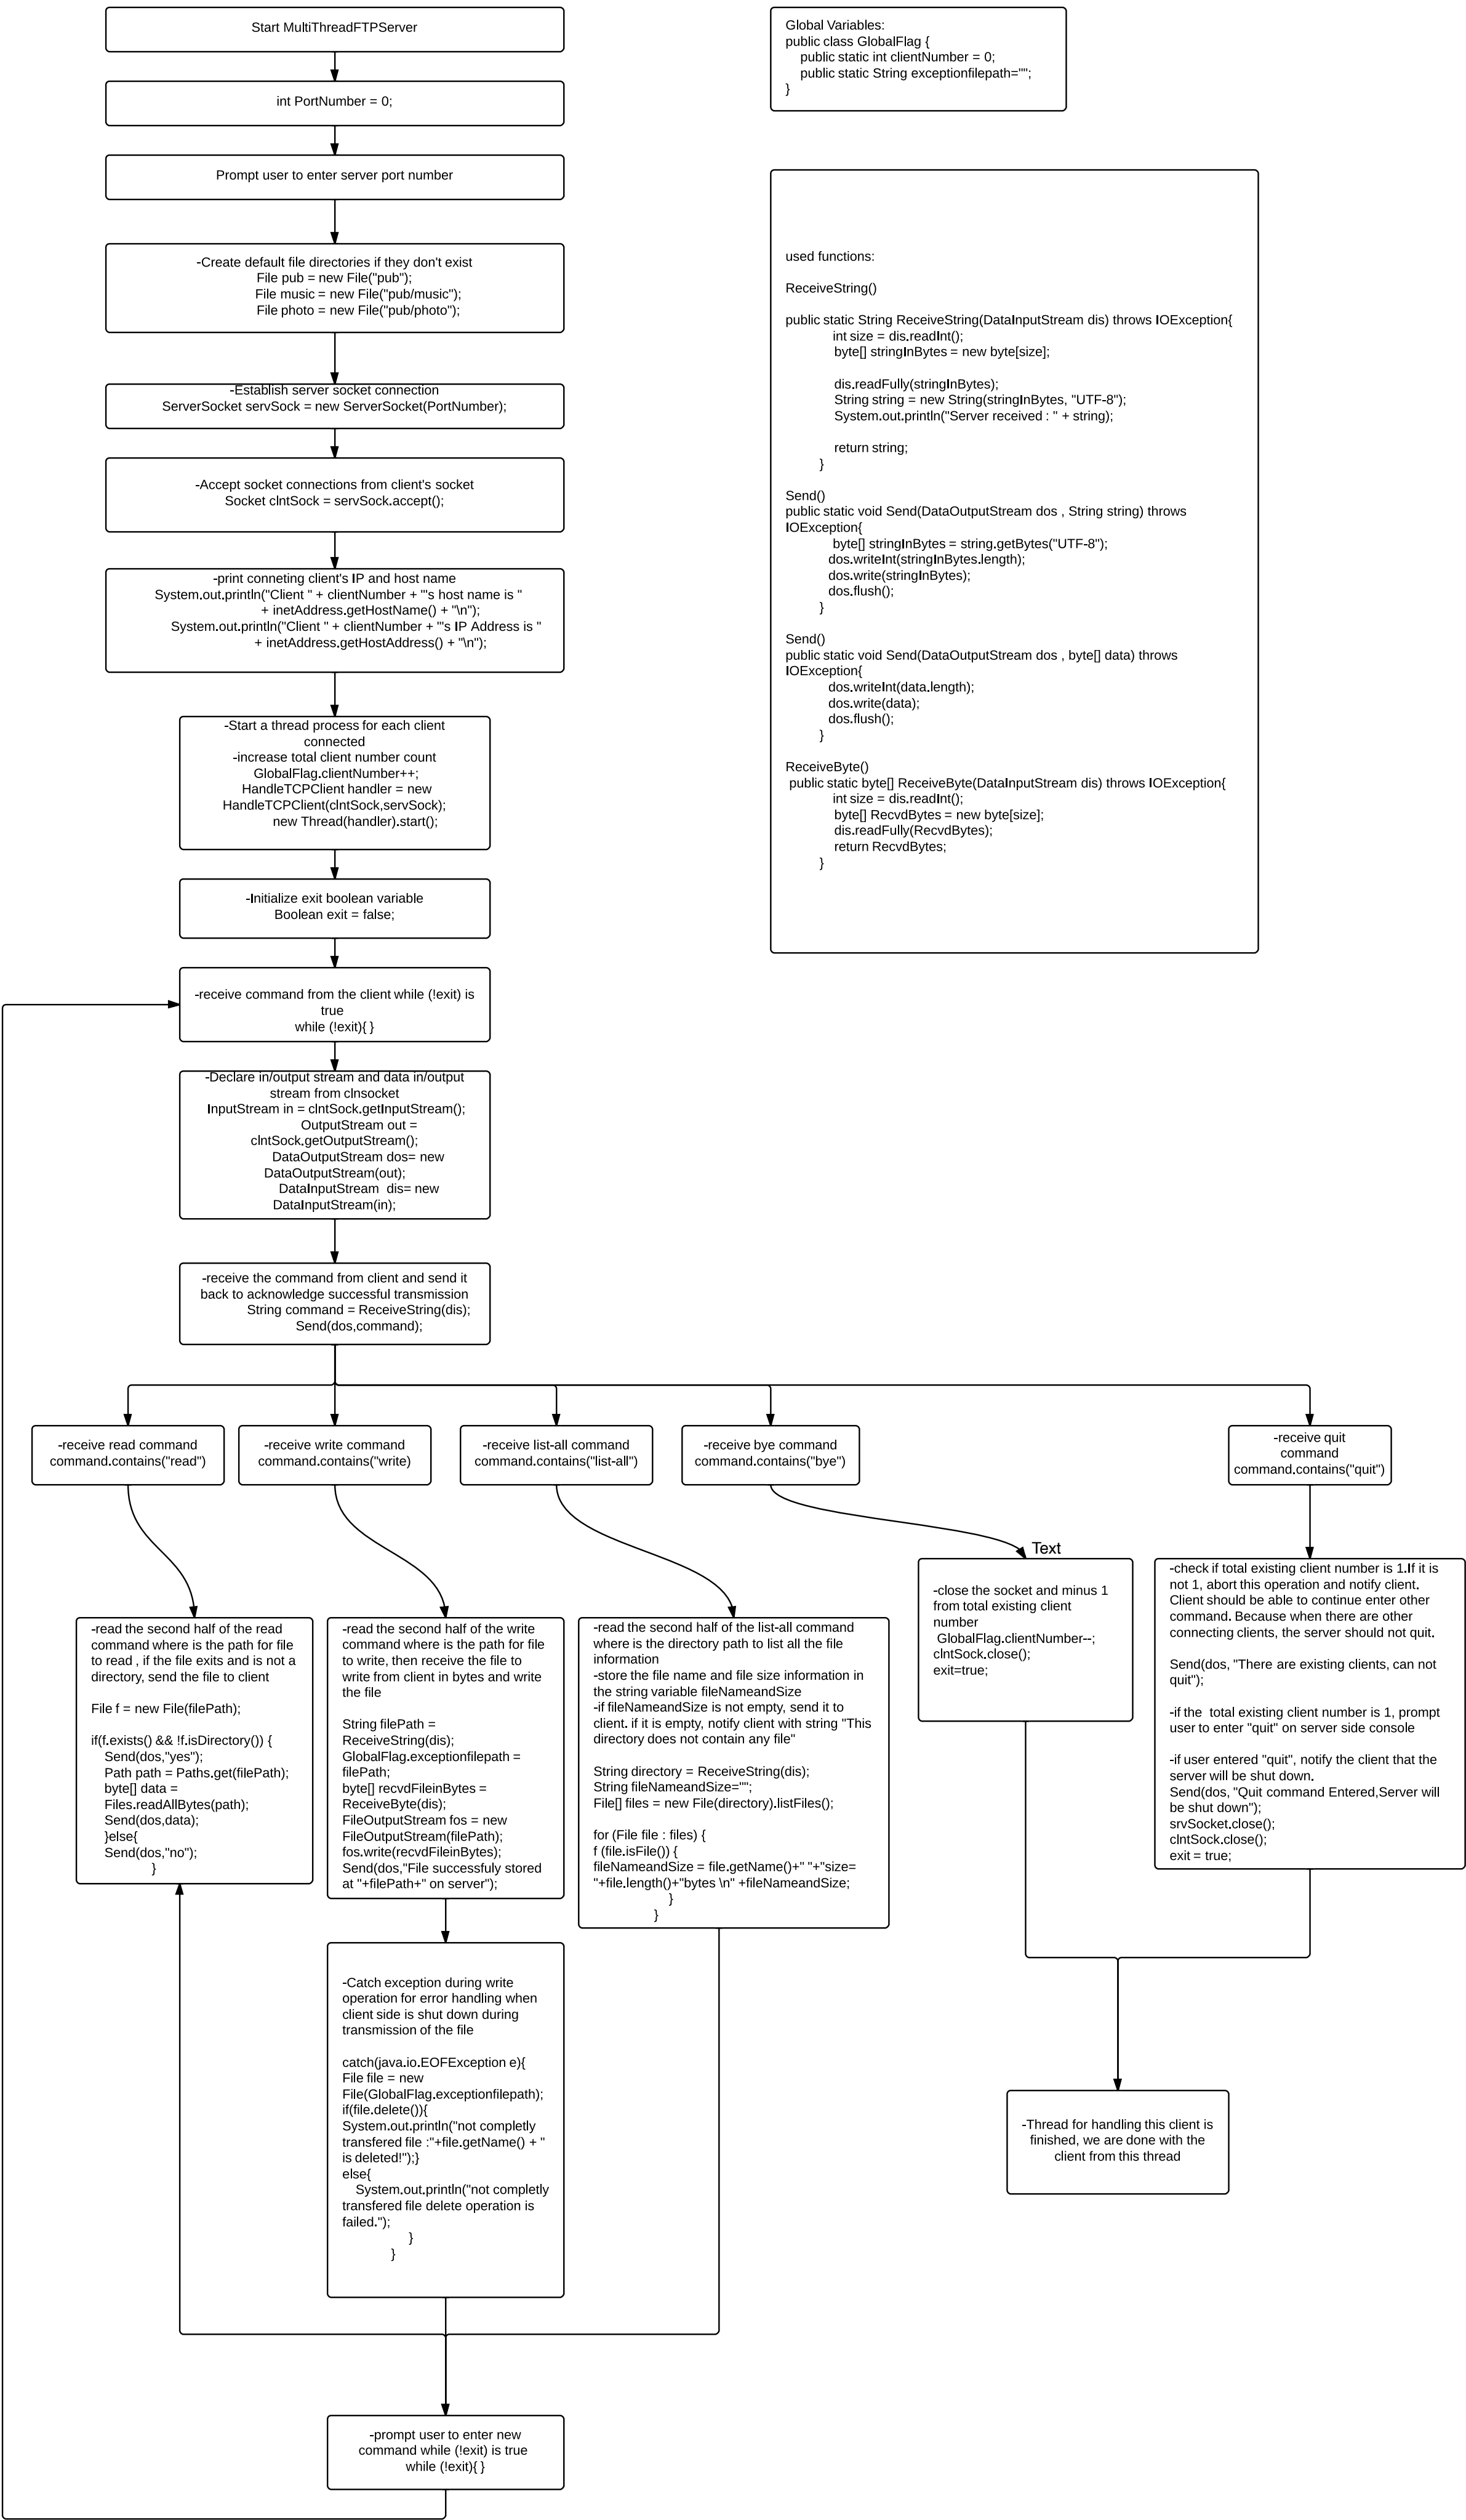 Start MultiThreadFTPServer
int PortNumber = 0;
Prompt user to enter server port number
-Create default file directories if they don't exist
File pub = new File("pub");
File music = new File("pub/music");
File photo = new File("pub/photo");
-Establish server socket connection
ServerSocket servSock = new ServerSocket(PortNumber);
-Accept socket connections from client's socket
Socket clntSock = servSock.accept();
-print conneting client's IP and host name
System.out.println("Client " + clientNumber + "'s host name is "
+ inetAddress.getHostName() + "\n");
System.out.println("Client " + clientNumber + "'s IP Address is "
+ inetAddress.getHostAddress() + "\n");
-Start a thread process for each client
connected
-increase total client number count
GlobalFlag.clientNumber++;
HandleTCPClient handler = new
HandleTCPClient(clntSock,servSock);
new Thread(handler).start();
-Initialize exit boolean variable
Boolean exit = false;
-receive command from the client while (!exit) is
true
while (!exit){ }
-Declare in/output stream and data in/output
stream from clnsocket
InputStream in = clntSock.getInputStream();
OutputStream out =
clntSock.getOutputStream();
DataOutputStream dos= new
DataOutputStream(out);
DataInputStream  dis= new
DataInputStream(in);
-receive the command from client and send it
back to acknowledge successful transmission
String command = ReceiveString(dis);
Send(dos,command);
Global Variables:
public class GlobalFlag {
public static int clientNumber = 0;
public static String exceptionfilepath="";
}
used functions:
ReceiveString()
public static String ReceiveString(DataInputStream dis) throws IOException{
int size = dis.readInt();
byte[] stringInBytes = new byte[size];
dis.readFully(stringInBytes);
String string = new String(stringInBytes, "UTF-8");
System.out.println("Server received : " + string);
return string;
}
Send()
public static void Send(DataOutputStream dos , String string) throws
IOException{
byte[] stringInBytes = string.getBytes("UTF-8");
dos.writeInt(stringInBytes.length);
dos.write(stringInBytes);
dos.flush();
}
Send()
public static void Send(DataOutputStream dos , byte[] data) throws
IOException{
dos.writeInt(data.length);
dos.write(data);
dos.flush();
}
ReceiveByte()
public static byte[] ReceiveByte(DataInputStream dis) throws IOException{
int size = dis.readInt();
byte[] RecvdBytes = new byte[size];
dis.readFully(RecvdBytes);
return RecvdBytes;
}
-receive read command
command.contains("read")
-receive write command
command.contains("write)
-receive list-all command
command.contains("list-all")
-receive bye command
command.contains("bye")
-receive quit
command
command.contains("quit")
-read the second half of the read
command where is the path for file
to read , if the file exits and is not a
directory, send the file to client
File f = new File(filePath);
if(f.exists() && !f.isDirectory()) {
Send(dos,"yes");
Path path = Paths.get(filePath);
byte[] data =
Files.readAllBytes(path);
Send(dos,data);
}else{
Send(dos,"no");
}
-read the second half of the write
command where is the path for file
to write, then receive the file to
write from client in bytes and write
the file
String filePath =
ReceiveString(dis);
GlobalFlag.exceptionfilepath =
filePath;
byte[] recvdFileinBytes =
ReceiveByte(dis);
FileOutputStream fos = new
FileOutputStream(filePath);
fos.write(recvdFileinBytes);
Send(dos,"File successfuly stored
at "+filePath+" on server");
-read the second half of the list-all command
where is the directory path to list all the file
information
-store the file name and file size information in
the string variable fileNameandSize
-if fileNameandSize is not empty, send it to
client. if it is empty, notify client with string "This
directory does not contain any file"
String directory = ReceiveString(dis);
String fileNameandSize="";
File[] files = new File(directory).listFiles();
for (File file : files) {
f (file.isFile()) {
fileNameandSize = file.getName()+" "+"size=
"+file.length()+"bytes \n" +fileNameandSize;
}
}
Text
-close the socket and minus 1
from total existing client
number
GlobalFlag.clientNumber--;
clntSock.close();
exit=true;
-check if total existing client number is 1.If it is
not 1, abort this operation and notify client.
Client should be able to continue enter other
command. Because when there are other
connecting clients, the server should not quit.
Send(dos, "There are existing clients, can not
quit");
-if the  total existing client number is 1, prompt
user to enter "quit" on server side console
-if user entered "quit", notify the client that the
server will be shut down.
Send(dos, "Quit command Entered,Server will
be shut down");
srvSocket.close();
clntSock.close();
exit = true;
-Catch exception during write
operation for error handling when
client side is shut down during
transmission of the file
catch(java.io.EOFException e){
File file = new
File(GlobalFlag.exceptionfilepath);
if(file.delete()){
System.out.println("not completly
transfered file :"+file.getName() + "
is deleted!");}
else{
System.out.println("not completly
transfered file delete operation is
failed.");
}
}
-Thread for handling this client is
finished, we are done with the
client from this thread
-prompt user to enter new
command while (!exit) is true
while (!exit){ }